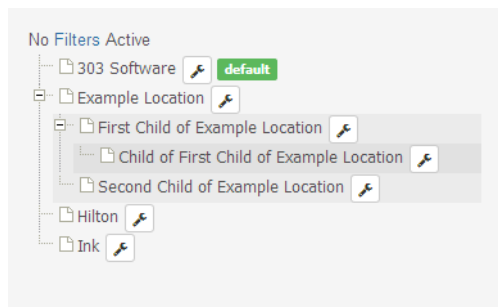 No Filters Active
303 Software default
Example Location
First Child of Example Location
Child of First Child of Example Location
Second Child of Example Location
Hilton
Ink